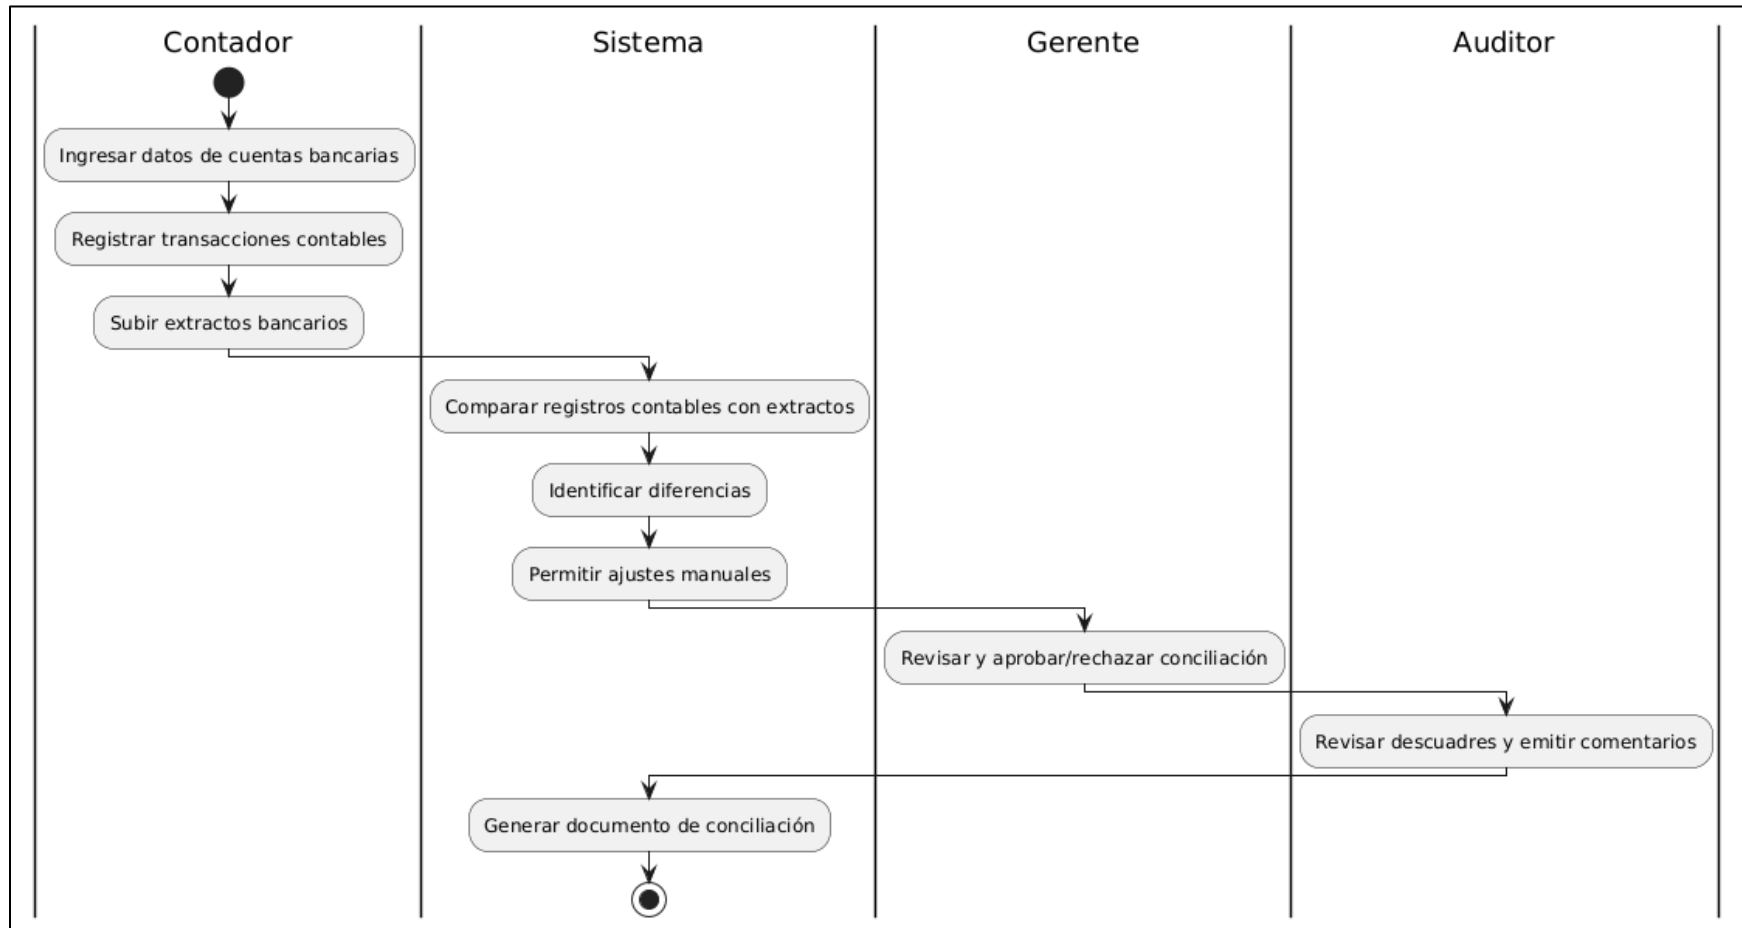 Contador
Sistema
Gerente
Auditor
Ingresar datos de cuentas bancarias
Registrar transacciones contables
Subir extractos bancarios
Comparar registros contables con extractos
Identificar diferencias
Permitir ajustes manuales
Revisar y aprobar/rechazar conciliación
Revisar descuadres y emitir comentarios
Generar documento de conciliación